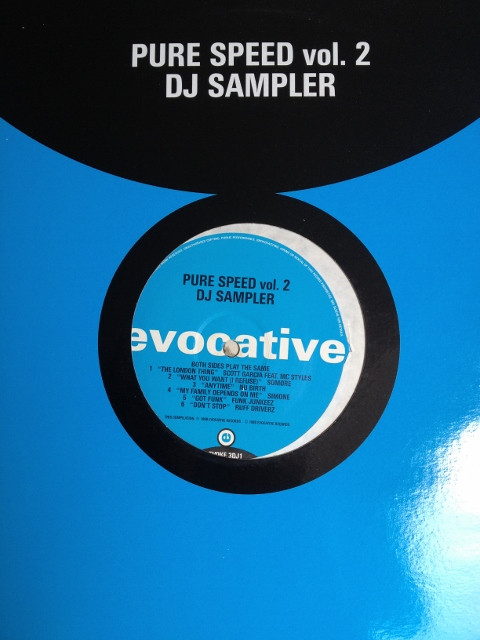 PURE SPEED vol. 2
DJ SAMPLER
PURE SPEED vol. 2
DJ SAMPLER
evocative
BOTH SIDES PLAY THE SAME
1 "THE LONDON THING" SCOTT GARCIA FEAT. MC STYLES
2 "WHAT YOU WANT (I REFUSE)" SOMORE
3 "ANYTIME" NU BIRTH
4 "MY FAMILY DEPENDS ON ME" SIMONE
5 "GOT FUNK" FUNK JUNKEEZ
6 "DON'T STOP" RUFF DRIVERZ
3DJ1